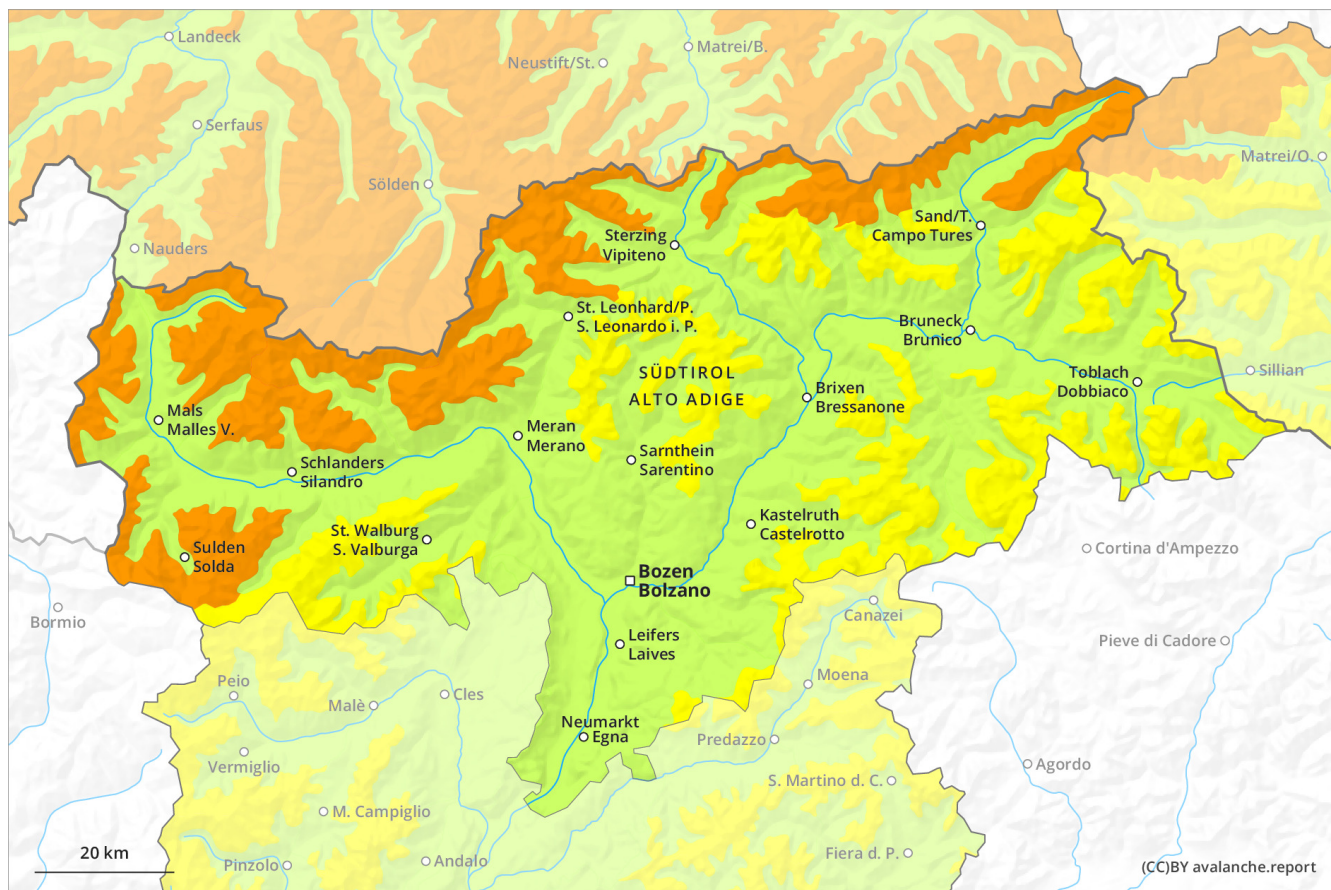 Landeck
Matrei/B.
Neustift/St.
Serfaus
Matrei/O.
Sölden
Sand/T.
Campo Tures
Sterzing
Vipiteno
Nauders
St. Leonhard/P.
S. Leonardo i. P.
Bruneck
Brunico
SÜDTIROL
ALTO ADIGE
Toblach
Dobbiaco
Sillian
Brixen
Bressanone
Mals
Malles V.
Meran
Merano
Schlanders
Silandro
Sarnthein
Sarentino
Kastelruth
Castelrotto
St. Walburg
S. Valburga
Sulden
Solda
Cortina d'Ampezzo
Bozen
Bolzano
Bormio
Canazei
Leifers
Laives
Pieve di Cadore
Peio
Moena
Malè
Cles
Neumarkt
Egna
Predazzo
Vermiglio
Agordo
S. Martino d. C.
M. Campiglio
20 km
Pinzolo
Andalo
Fiera d. P.
(CC)BY avalanche.report